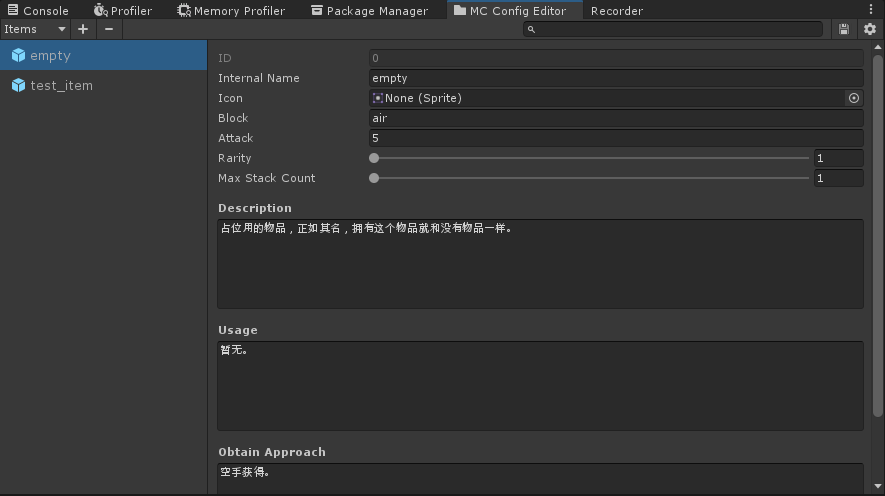 Console Profiler Memory Profiler Package Manager MC Config Editor Recorder
Items
empty
test_item
ID 0
Internal Name empty
Icon None (Sprite)
Block air
Attack 5
Rarity 1
Max Stack Count 1
Description
占位用的物品，正如其名，拥有这个物品就和没有物品一样。
Usage
暂无。
Obtain Approach
空手获得。